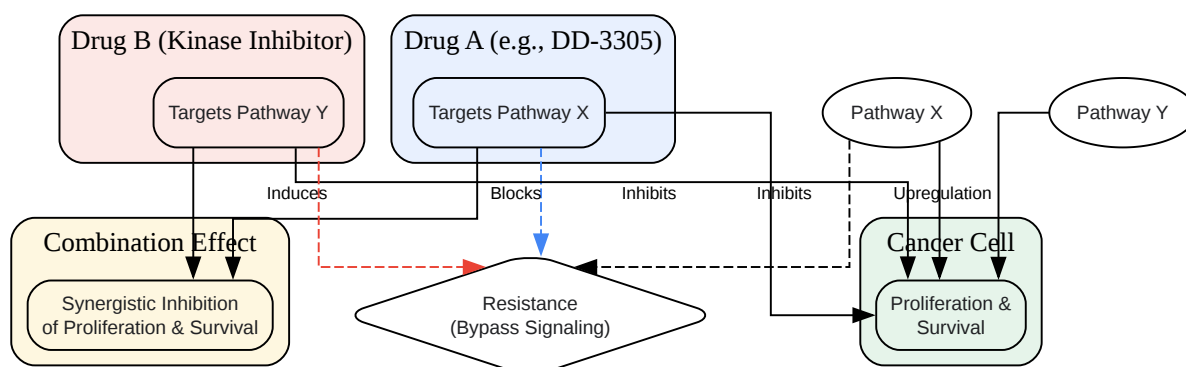 Drug B (Kinase Inhibitor)
Drug A (e.g., DD-3305)
Targets Pathway Y
Targets Pathway X
Pathway X
Pathway Y
Induces
Blocks
Inhibits
Inhibits
Upregulation
Combination Effect
Cancer Cell
Synergistic Inhibition
of Proliferation & Survival
Resistance
(Bypass Signaling)
Proliferation &
Survival